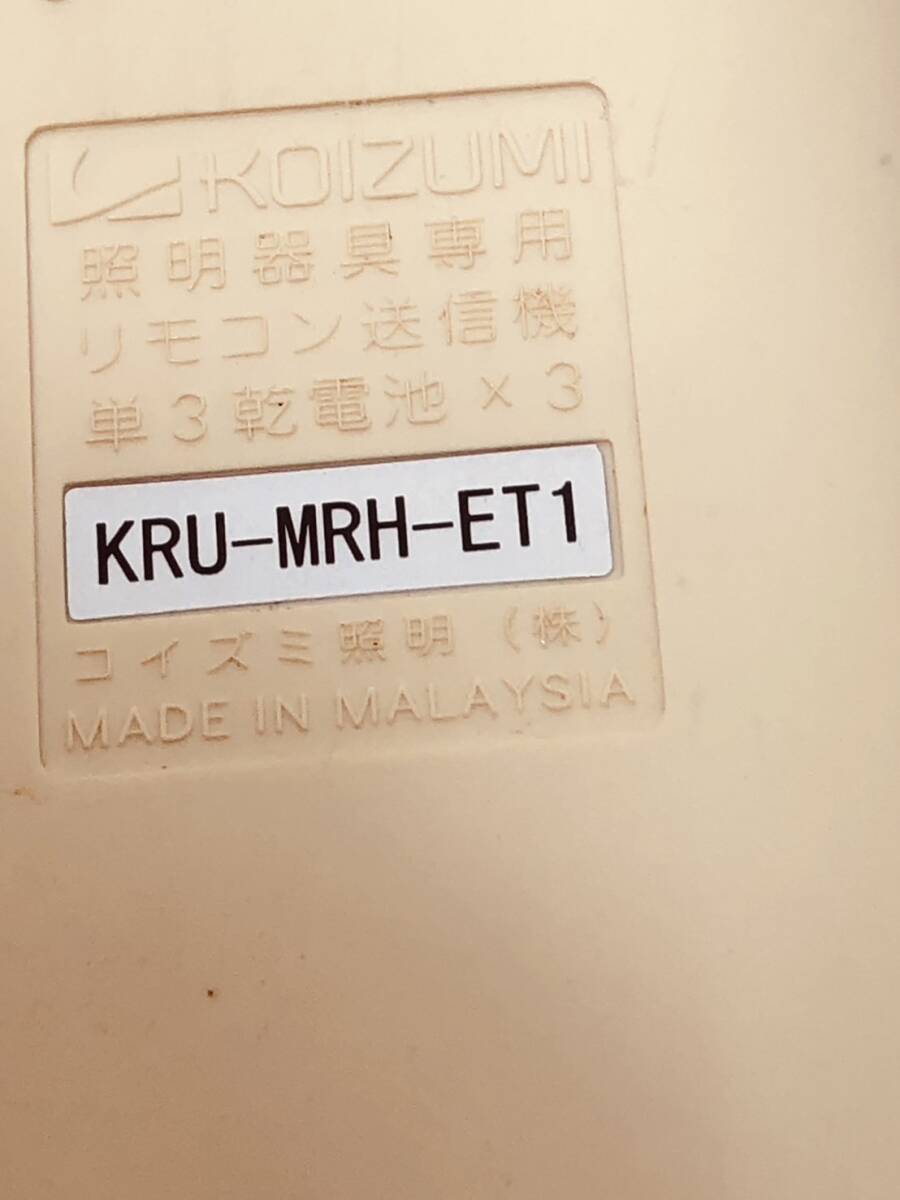 KOIZUMI
照明器具専用
リモコン送信機
単3乾電池×3
KRU-MRH-ET1
コイズミ照明（株）
MADE IN MALAYSIA